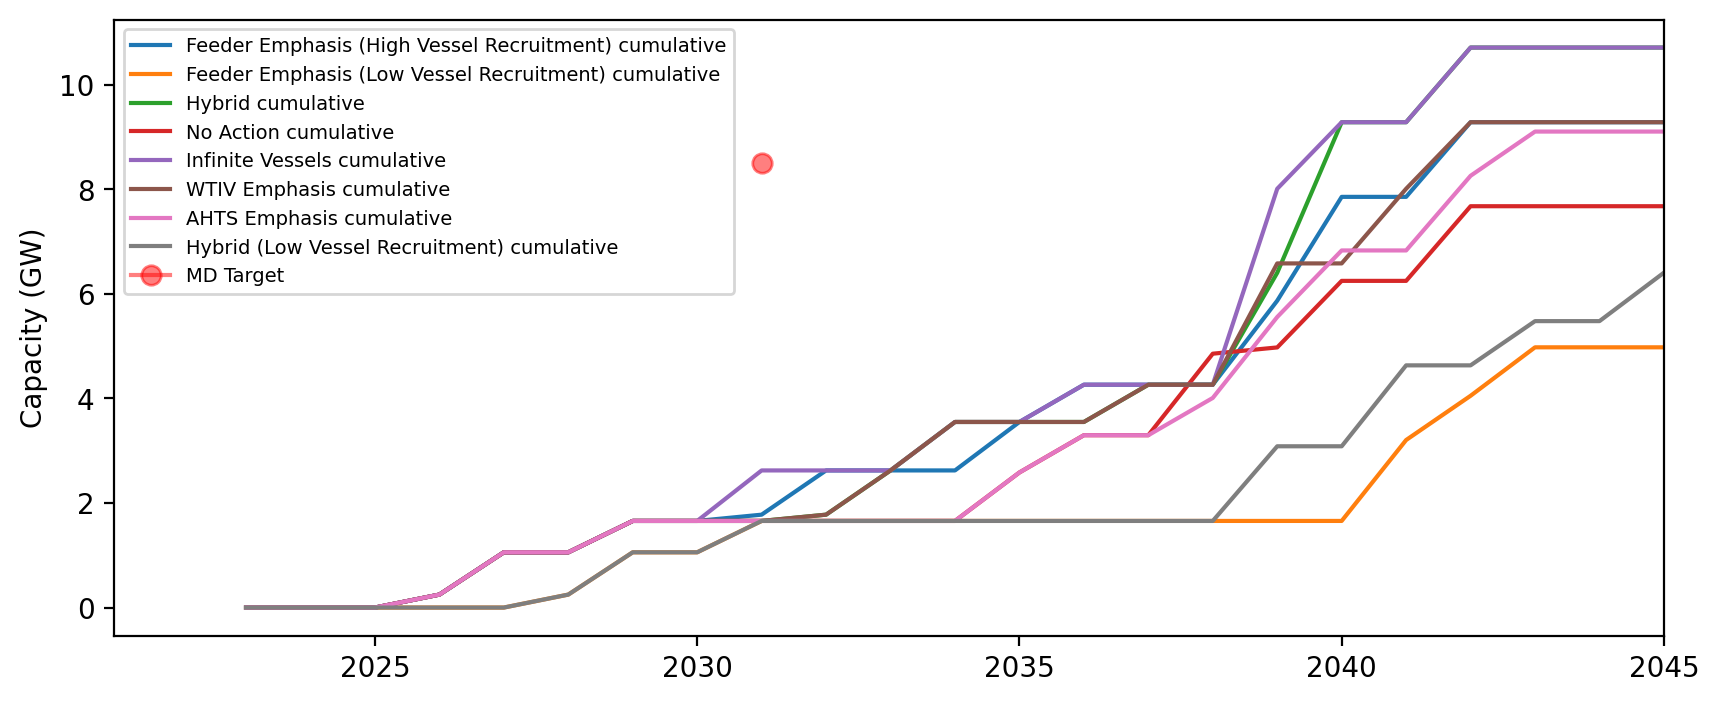 Feeder Emphasis (High Vessel Recruitment) cumulative
Feeder Emphasis (Low Vessel Recruitment) cumulative
Hybrid cumulative
No Action cumulative
Infinite Vessels cumulative
WTIV Emphasis cumulative
AHTS Emphasis cumulative
Hybrid (Low Vessel Recruitment) cumulative
MD Target
Capacity (GW)
10
8
6
4
2
0
2025
2030
2035
2040
2045